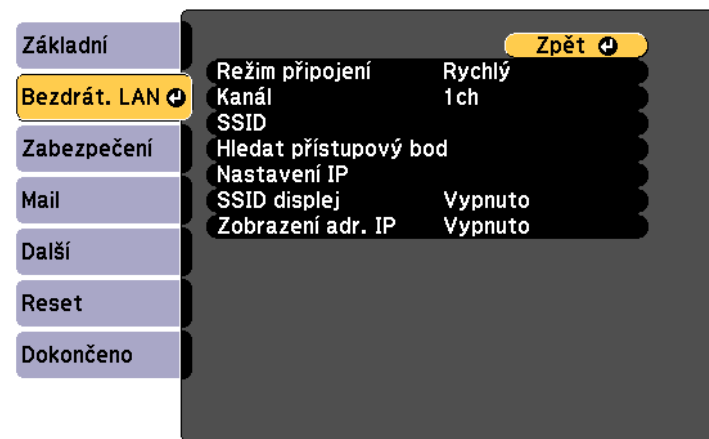 Základní
Bezdrát. LAN
Zabezpečení
Mail
Další
Reset
Dokončeno
Zpět
Režim připojení Rychlý
Kanál 1ch
SSID
Hledat přístupový bod
Nastavení IP
SSID displej Vypnuto
Zobrazení adr. IP Vypnuto